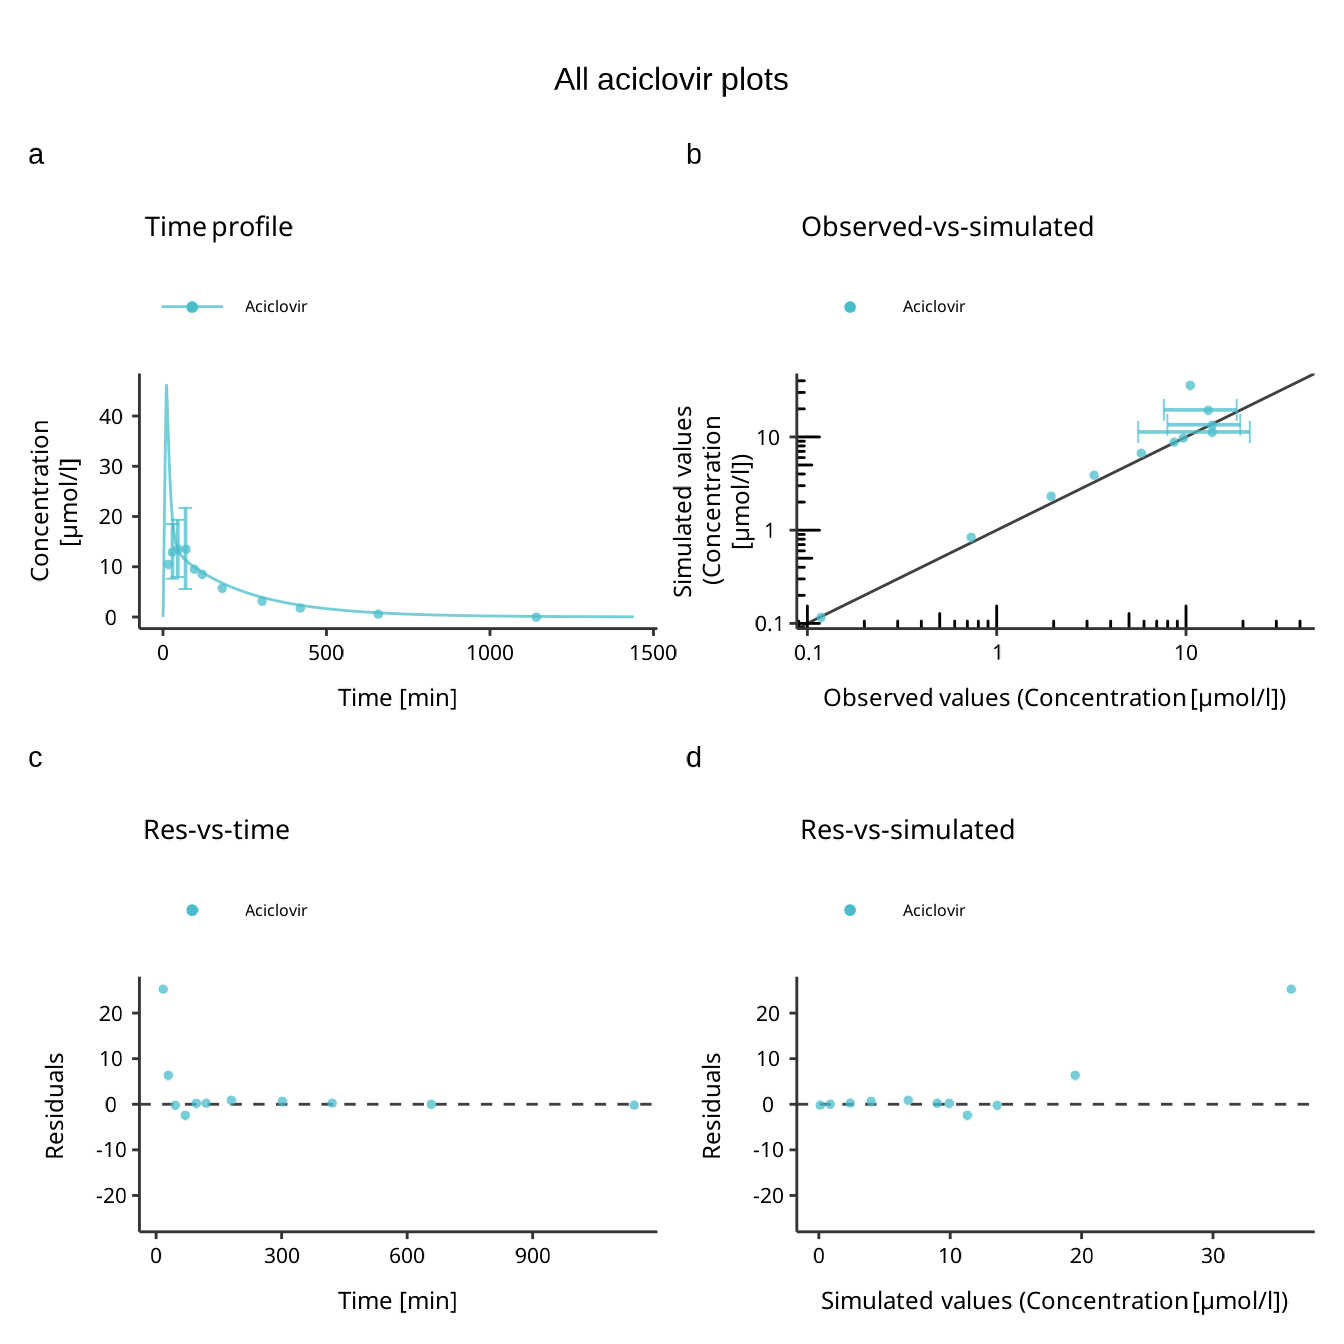 All aciclovir plots
a
Time profile
Aciclovir
Concentration
[µmol/l]
40
30
20
10
0
0 500 1000 1500
Time [min]
b
Observed-vs-simulated
Aciclovir
Simulated values
(Concentration
[µmol/l])
10
1
0.1
0.1 1 10
Observed values (Concentration [µmol/l])
c
Res-vs-time
Aciclovir
Residuals
20
10
0
-10
-20
0 300 600 900
Time [min]
d
Res-vs-simulated
Aciclovir
Residuals
20
10
0
-10
-20
0 10 20 30
Simulated values (Concentration [µmol/l])